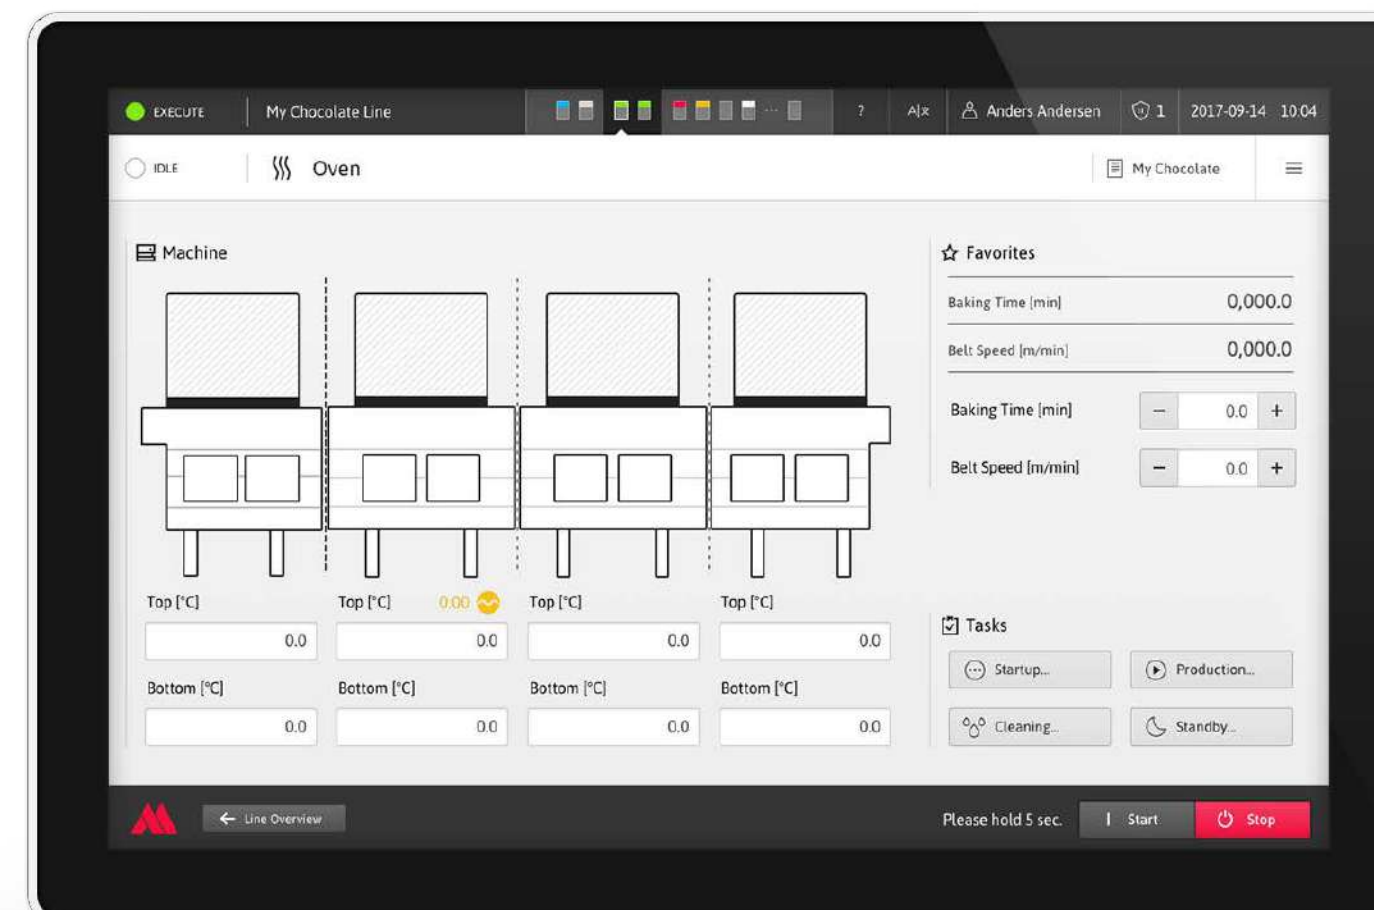 EXECUTE My Chocolate Line ··· ? A|文 Anders Andersen 1 2017-09-14 10:04
IDLE Oven My Chocolate
Machine
Favorites
Baking Time [min] 0,000.0
Belt Speed [m/min] 0,000.0
Baking Time [min] − 0.0 +
Belt Speed [m/min] − 0.0 +
Top [°C] Top [°C] 0.00 Top [°C] Top [°C]
0.0 0.0 0.0 0.0
Bottom [°C] Bottom [°C] Bottom [°C] Bottom [°C]
0.0 0.0 0.0 0.0
Tasks
Startup... Production...
Cleaning... Standby...
Line Overview Please hold 5 sec. Start Stop